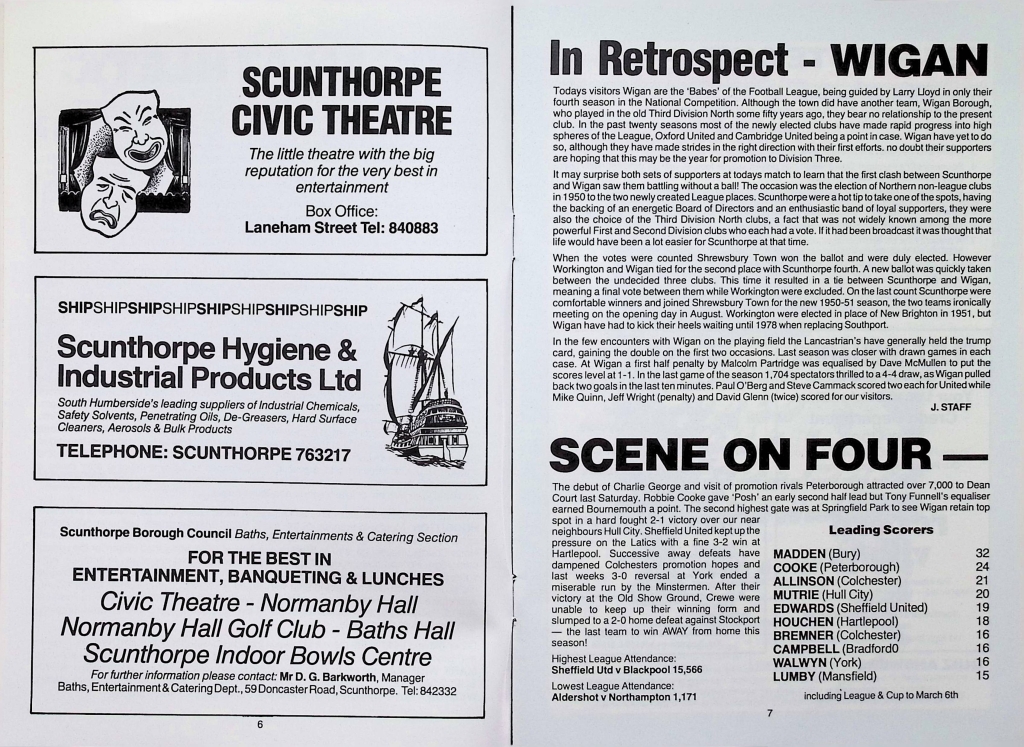 SCUNTHORPE
CIVIC THEATRE
The little theatre with the big
reputation for the very best in
entertainment
Box Office:
Laneham Street Tel: 840883
SHIPSHIPSHIPSHIPSHIPSHIPSHIPSHIPSHIP
Scunthorpe Hygiene &
Industrial Products Ltd
South Humberside's leading suppliers of Industrial Chemicals,
Safety Solvents, Penetrating Oils, De-Greasers, Hard Surface
Cleaners, Aerosols & Bulk Products
TELEPHONE: SCUNTHORPE 763217
Scunthorpe Borough Council Baths, Entertainments & Catering Section
FOR THE BEST IN
ENTERTAINMENT, BANQUETING & LUNCHES
Civic Theatre - Normanby Hall
Normanby Hall Golf Club - Baths Hall
Scunthorpe Indoor Bowls Centre
For further information please contact: Mr D. G. Barkworth, Manager
Baths, Entertainment & Catering Dept., 59 Doncaster Road, Scunthorpe. Tel: 842332
6
In Retrospect - WIGAN
Todays visitors Wigan are the 'Babes' of the Football League, being guided by Larry Lloyd in only their
fourth season in the National Competition. Although the town did have another team, Wigan Borough,
who played in the old Third Division North some fifty years ago, they bear no relationship to the present
club. In the past twenty seasons most of the newly elected clubs have made rapid progress into high
spheres of the League, Oxford United and Cambridge United being a point in case. Wigan have yet to do
so, although they have made strides in the right direction with their first efforts. no doubt their supporters
are hoping that this may be the year for promotion to Division Three.
It may surprise both sets of supporters at todays match to learn that the first clash between Scunthorpe
and Wigan saw them battling without a ball! The occasion was the election of Northern non-league clubs
in 1950 to the two newly created League places. Scunthorpe were a hot tip to take one of the spots, having
the backing of an energetic Board of Directors and an enthusiastic band of loyal supporters, they were
also the choice of the Third Division North clubs, a fact that was not widely known among the more
powerful First and Second Division clubs who each had a vote. If it had been broadcast it was thought that
life would have been a lot easier for Scunthorpe at that time.
When the votes were counted Shrewsbury Town won the ballot and were duly elected. However
Workington and Wigan tied for the second place with Scunthorpe fourth. A new ballot was quickly taken
between the undecided three clubs. This time it resulted in a tie between Scunthorpe and Wigan,
meaning a final vote between them while Workington were excluded. On the last count Scunthorpe were
comfortable winners and joined Shrewsbury Town for the new 1950-51 season, the two teams ironically
meeting on the opening day in August. Workington were elected in place of New Brighton in 1951, but
Wigan have had to kick their heels waiting until 1978 when replacing Southport.
In the few encounters with Wigan on the playing field the Lancastrian's have generally held the trump
card, gaining the double on the first two occasions. Last season was closer with drawn games in each
case. At Wigan a first half penalty by Malcolm Partridge was equalised by Dave McMullen to put the
scores level at 1-1. In the last game of the season 1,704 spectators thrilled to a 4-4 draw, as Wigan pulled
back two goals in the last ten minutes. Paul O'Berg and Steve Cammack scored two each for United while
Mike Quinn, Jeff Wright (penalty) and David Glenn (twice) scored for our visitors.
J. STAFF
SCENE ON FOUR —
The debut of Charlie George and visit of promotion rivals Peterborough attracted over 7,000 to Dean
Court last Saturday. Robbie Cooke gave 'Posh' an early second half lead but Tony Funnell's equaliser
earned Bournemouth a point. The second highest gate was at Springfield Park to see Wigan retain top
spot in a hard fought 2-1 victory over our near
neighbours Hull City. Sheffield United kept up the
pressure on the Latics with a fine 3-2 win at
Hartlepool. Successive away defeats have
dampened Colchesters promotion hopes and
last weeks 3-0 reversal at York ended a
miserable run by the Minstermen. After their
victory at the Old Show Ground, Crewe were
unable to keep up their winning form and
slumped to a 2-0 home defeat against Stockport
— the last team to win AWAY from home this
season!
Highest League Attendance:
Sheffield Utd v Blackpool 15,566
Lowest League Attendance:
Aldershot v Northampton 1,171
Leading Scorers
MADDEN (Bury) 32
COOKE (Peterborough) 24
ALLINSON (Colchester) 21
MUTRIE (Hull City) 20
EDWARDS (Sheffield United) 19
HOUCHEN (Hartlepool) 18
BREMNER (Colchester) 16
CAMPBELL (Bradford0 16
WALWYN (York) 16
LUMBY (Mansfield) 15
including League & Cup to March 6th
7